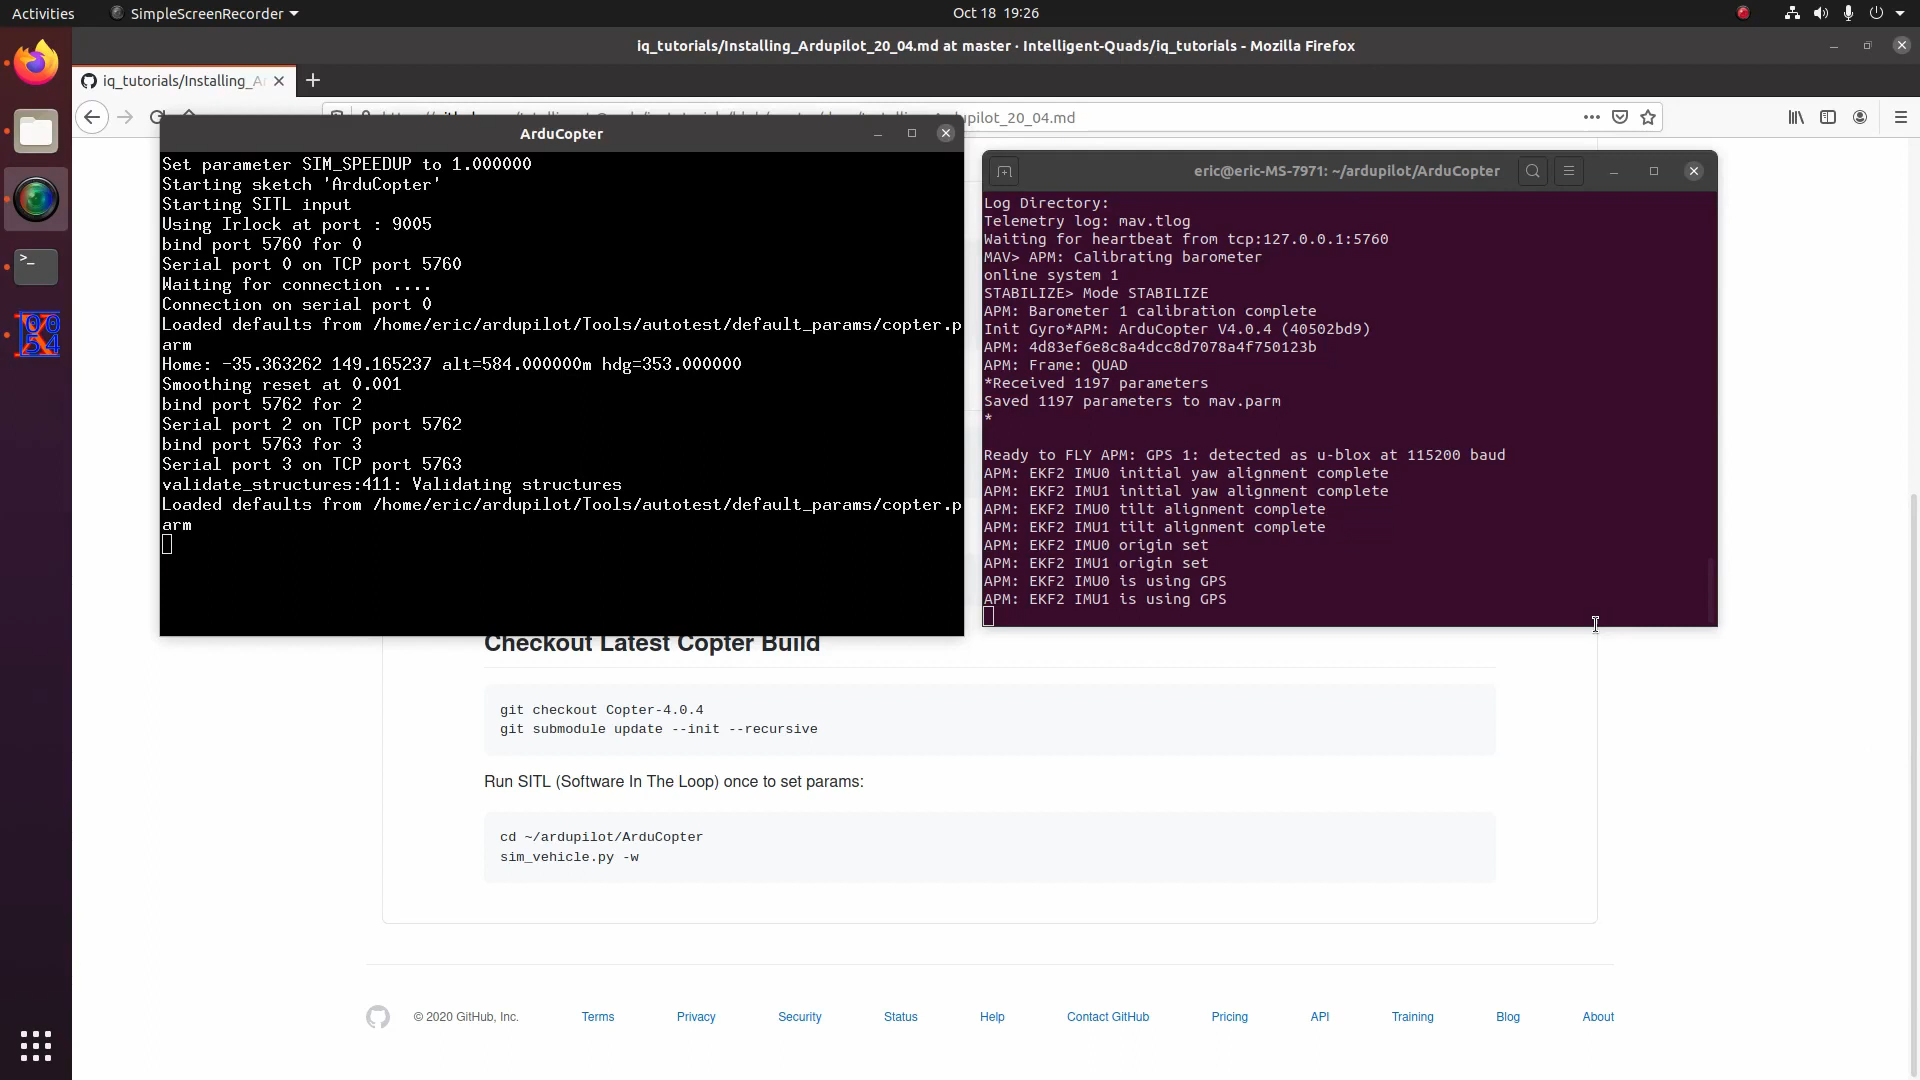 Activities
SimpleScreenRecorder
Oct 18 19:26
iq_tutorials/Installing_Ardupilot_20_04.md at master · Intelligent-Quads/iq_tutorials - Mozilla Firefox
iq_tutorials/Installing_A
upilot_20_04.md
ArduCopter
Set parameter SIM_SPEEDUP to 1.000000
Starting sketch 'ArduCopter'
Starting SITL input
Using Irlock at port : 9005
bind port 5760 for 0
Serial port 0 on TCP port 5760
Waiting for connection ....
Connection on serial port 0
Loaded defaults from /home/eric/ardupilot/Tools/autotest/default_params/copter.p
arm
Home: -35.363262 149.165237 alt=584.000000m hdg=353.000000
Smoothing reset at 0.001
bind port 5762 for 2
Serial port 2 on TCP port 5762
bind port 5763 for 3
Serial port 3 on TCP port 5763
validate_structures:411: Validating structures
Loaded defaults from /home/eric/ardupilot/Tools/autotest/default_params/copter.p
arm
eric@eric-MS-7971: ~/ardupilot/ArduCopter
Log Directory:
Telemetry log: mav.tlog
Waiting for heartbeat from tcp:127.0.0.1:5760
MAV> APM: Calibrating barometer
online system 1
STABILIZE> Mode STABILIZE
APM: Barometer 1 calibration complete
Init Gyro*APM: ArduCopter V4.0.4 (40502bd9)
APM: 4d83ef6e8c8a4dcc8d7078a4f750123b
APM: Frame: QUAD
*Received 1197 parameters
Saved 1197 parameters to mav.parm
*
Ready to FLY APM: GPS 1: detected as u-blox at 115200 baud
APM: EKF2 IMU0 initial yaw alignment complete
APM: EKF2 IMU1 initial yaw alignment complete
APM: EKF2 IMU0 tilt alignment complete
APM: EKF2 IMU1 tilt alignment complete
APM: EKF2 IMU0 origin set
APM: EKF2 IMU1 origin set
APM: EKF2 IMU0 is using GPS
APM: EKF2 IMU1 is using GPS
Checkout Latest Copter Build
git checkout Copter-4.0.4
git submodule update --init --recursive
Run SITL (Software In The Loop) once to set params:
cd ~/ardupilot/ArduCopter
sim_vehicle.py -w
© 2020 GitHub, Inc.
Terms
Privacy
Security
Status
Help
Contact GitHub
Pricing
API
Training
Blog
About